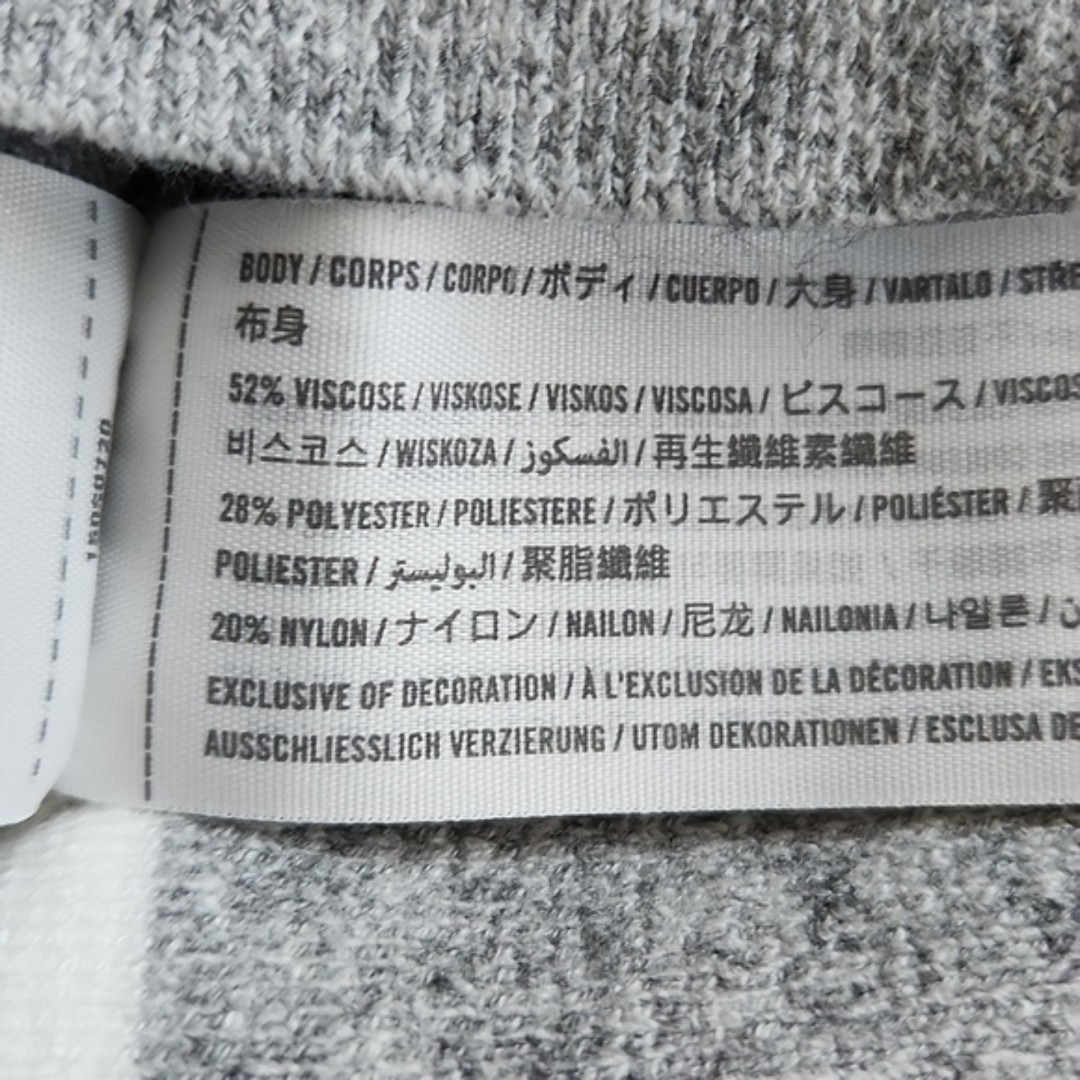 BODY / CORPS / CORPO / ボディ / CUERPO / 大身 / VARTALO /
布身
52% VISCOSE / VISKOSE / VISKOS / VISCOSA / ビスコース /
비스코스 / WISKOZA / الفسكوز / 再生纖維素纖維
28% POLYESTER / POLIESTERE / ポリエステル / POLIÉSTER /
POLIESTER / البوليستر / 聚脂纖維
20% NYLON / ナイロン / NAILON / 尼龙 / NAILONIA / 나일론 /
EXCLUSIVE OF DECORATION / À L'EXCLUSION DE LA DÉCORATION /
AUSSCHLIESSLICH VERZIERUNG / UTOM DEKORATIONEN / ESCLUSA